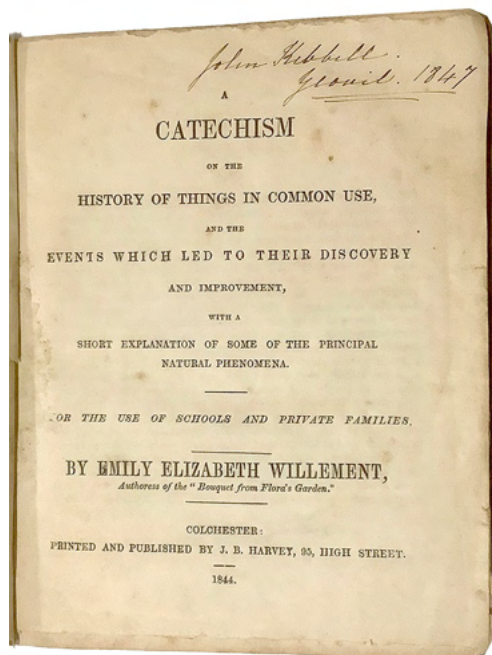 John Kebbell.
Yeovil. 1847
A
CATECHISM
ON THE
HISTORY OF THINGS IN COMMON USE,
AND THE
EVENTS WHICH LED TO THEIR DISCOVERY
AND IMPROVEMENT,
WITH A
SHORT EXPLANATION OF SOME OF THE PRINCIPAL
NATURAL PHENOMENA.
FOR THE USE OF SCHOOLS AND PRIVATE FAMILIES.
BY EMILY ELIZABETH WILLEMENT,
Authoress of the "Bouquet from Flora's Garden."
COLCHESTER:
PRINTED AND PUBLISHED BY J. B. HARVEY, 95, HIGH STREET.
1844.